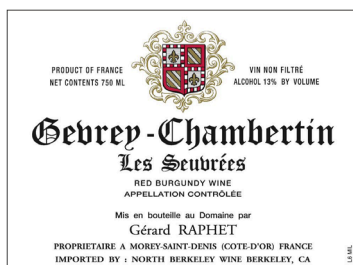 PRODUCT OF FRANCE
NET CONTENTS 750 ML
VIN NON FILTRÉ
ALCOHOL 13% BY VOLUME
Gevrey-Chambertin
Les Seuvrées
RED BURGUNDY WINE
APPELLATION CONTRÔLÉE
Mis en bouteille au Domaine par
Gérard RAPHET
PROPRIETAIRE A MOREY-SAINT-DENIS (COTE-D'OR) FRANCE
IMPORTED BY : NORTH BERKELEY WINE BERKELEY, CA